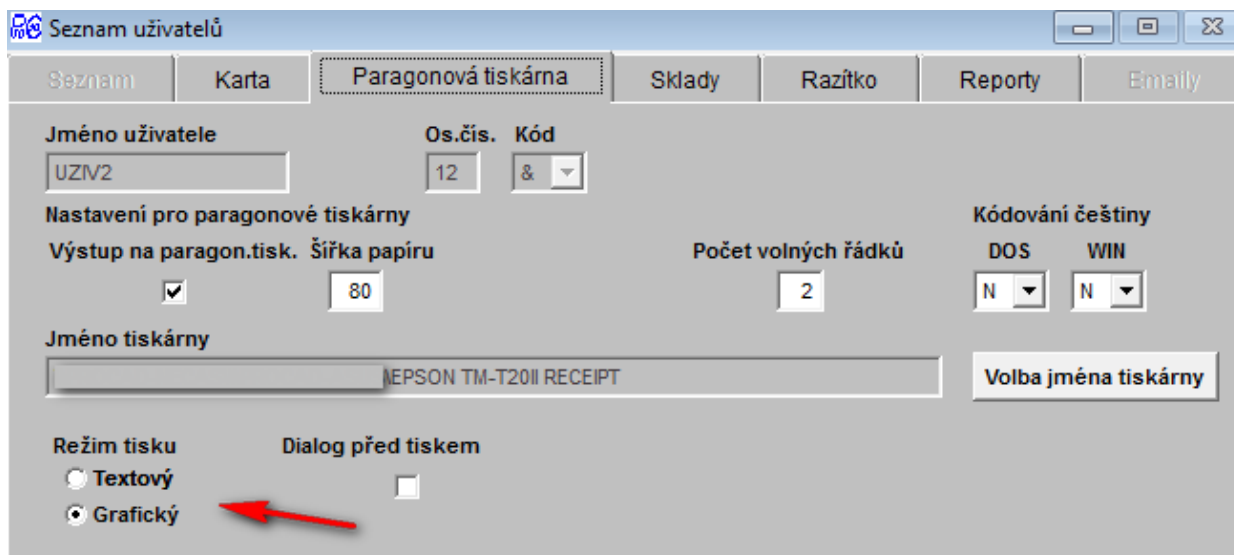 Seznam uživatelů
Seznam Karta Paragonová tiskárna Sklady Razítko Reporty Emaily
Jméno uživatele Os.čís. Kód
UZIV2 12 &
Nastavení pro paragonové tiskárny Kódování češtiny
Výstup na paragon.tisk. Šířka papíru Počet volných řádků DOS WIN
80 2 N N
Jméno tiskárny
\EPSON TM-T20II RECEIPT Volba jména tiskárny
Režim tisku Dialog před tiskem
Textový
Grafický